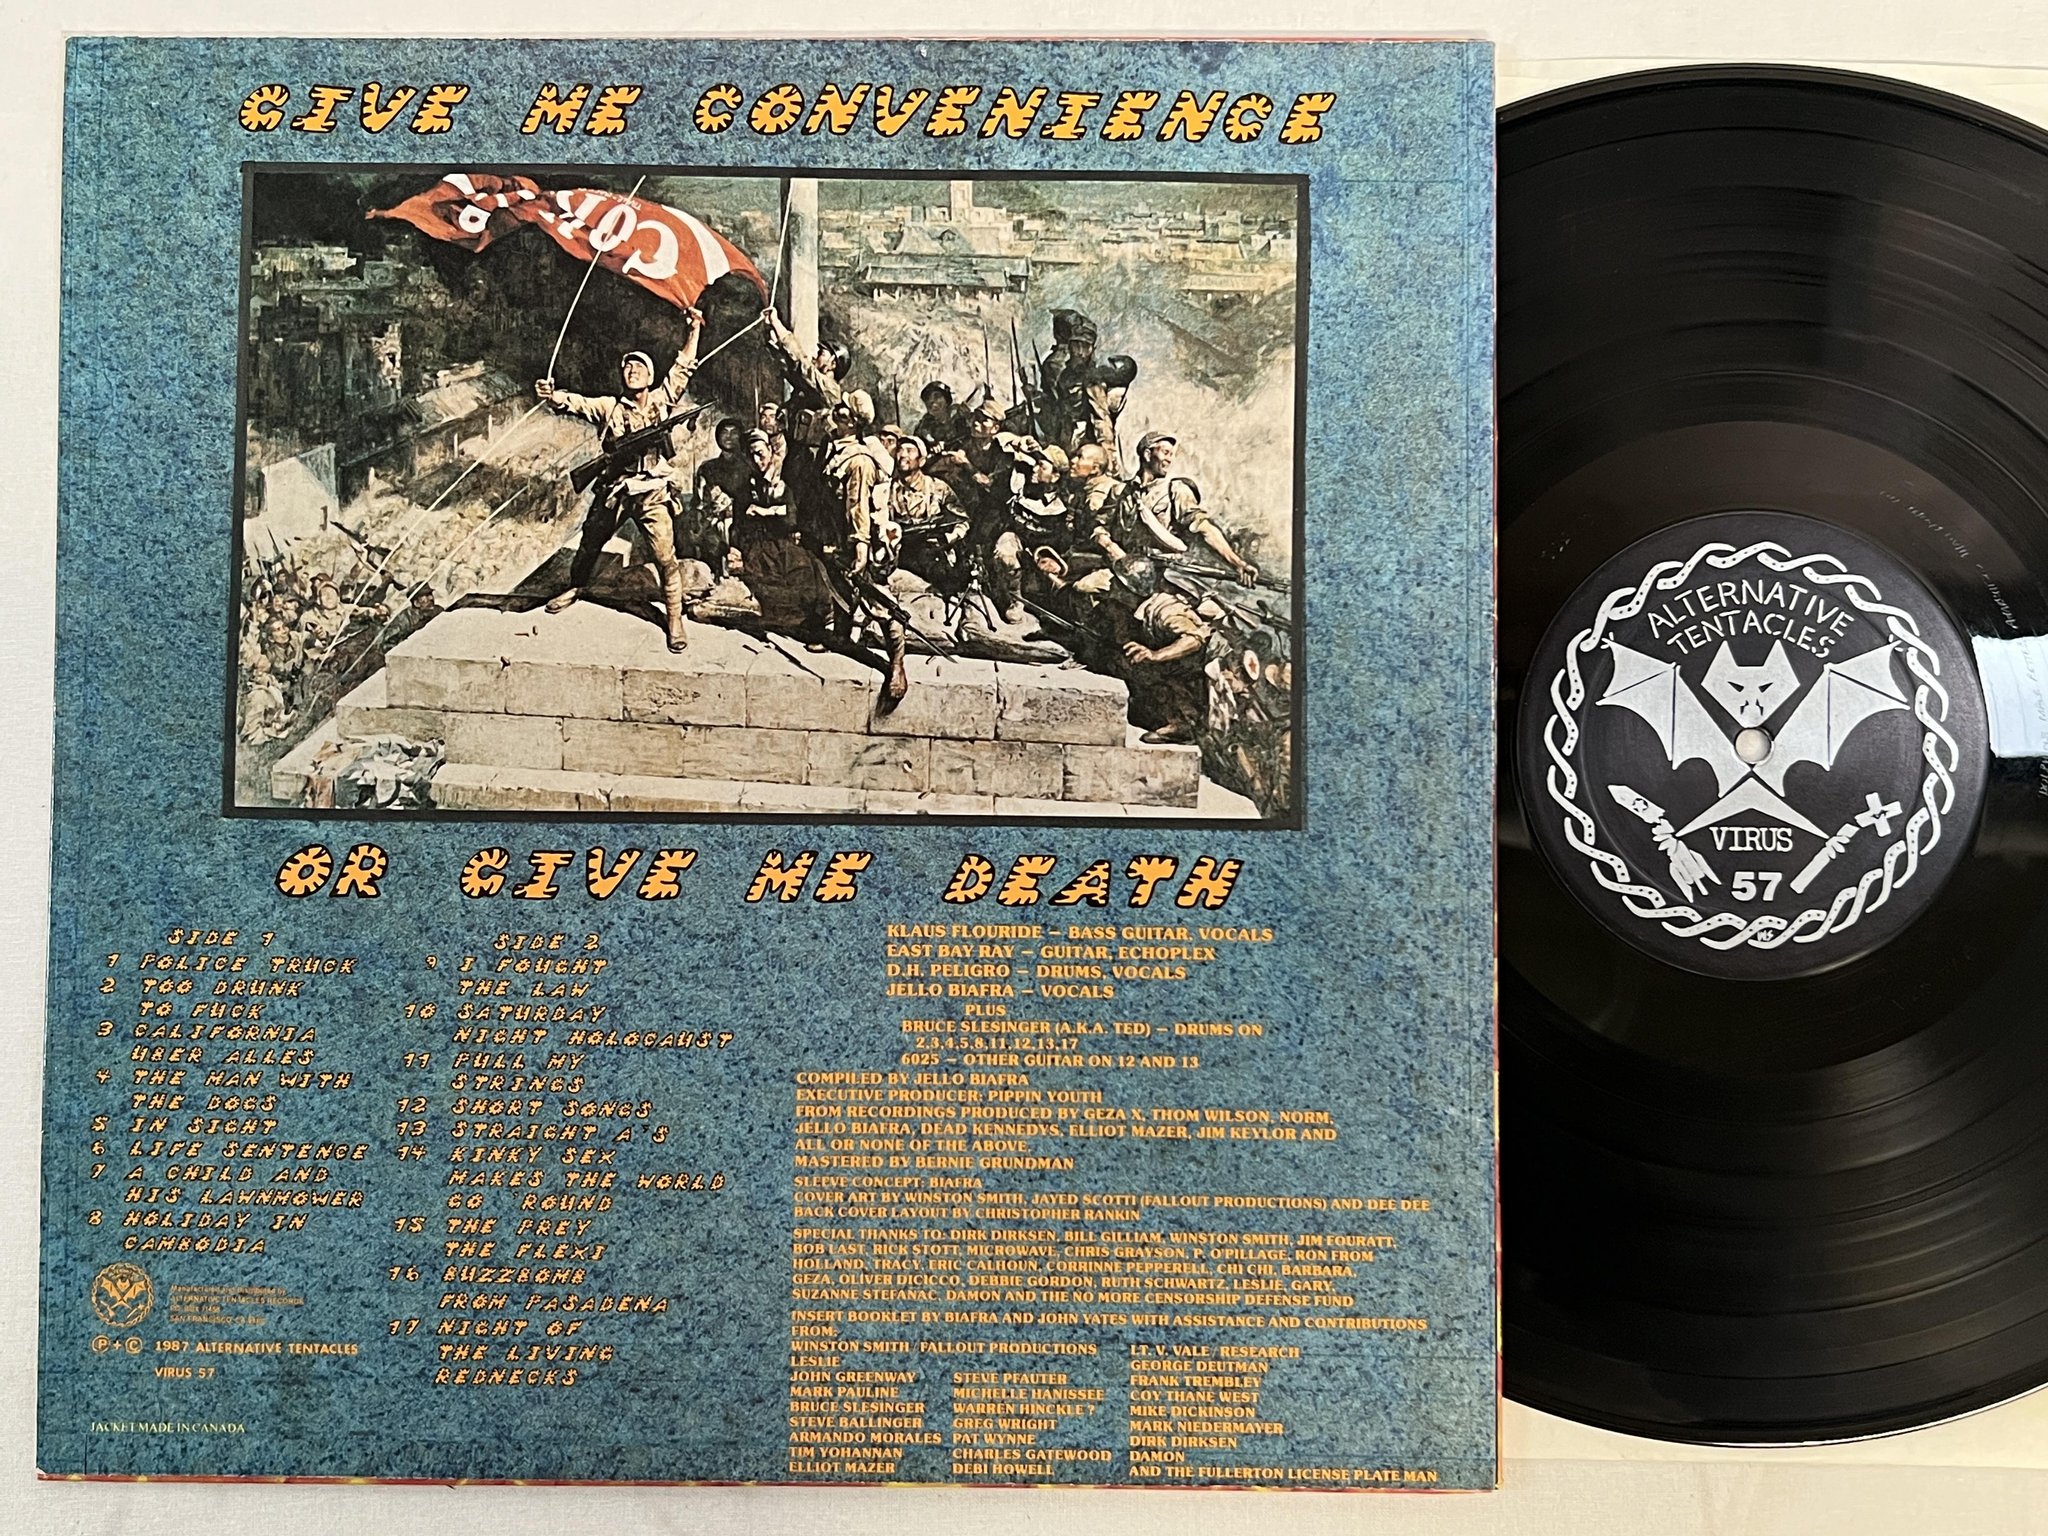 GIVE ME CONVENIENCE
OR GIVE ME DEATH
SIDE 1
1 POLICE TRUCK
2 TOO DRUNK
TO FUCK
3 CALIFORNIA
UBER ALLES
4 THE MAN WITH
THE DOGS
5 IN SIGHT
6 LIFE SENTENCE
7 A CHILD AND
HIS LAWNMOWER
8 HOLIDAY IN
CAMBODIA
SIDE 2
9 I FOUGHT
THE LAW
10 SATURDAY
NIGHT HOLOCAUST
11 PULL MY
STRINGS
12 SHORT SONGS
13 STRAIGHT A'S
14 KINKY SEX
MAKES THE WORLD
GO 'ROUND
15 THE PREY
THE FLEXI
16 BUZZBOMB
FROM PASADENA
17 NIGHT OF
THE LIVING
REDNECKS
KLAUS FLOURIDE – BASS GUITAR, VOCALS
EAST BAY RAY – GUITAR, ECHOPLEX
D.H. PELIGRO – DRUMS, VOCALS
JELLO BIAFRA – VOCALS
PLUS
BRUCE SLESINGER (A.K.A. TED) – DRUMS ON
2,3,4,5,8,11,12,13,17
6025 – OTHER GUITAR ON 12 AND 13
COMPILED BY JELLO BIAFRA
EXECUTIVE PRODUCER: PIPPIN YOUTH
FROM RECORDINGS PRODUCED BY GEZA X, THOM WILSON, NORM,
JELLO BIAFRA, DEAD KENNEDYS, ELLIOT MAZER, JIM KEYLOR AND
ALL OR NONE OF THE ABOVE.
MASTERED BY BERNIE GRUNDMAN
SLEEVE CONCEPT: BIAFRA
COVER ART BY WINSTON SMITH, JAYED SCOTTI (FALLOUT PRODUCTIONS) AND DEE DEE
BACK COVER LAYOUT BY CHRISTOPHER RANKIN
SPECIAL THANKS TO: DIRK DIRKSEN, BILL GILLIAM, WINSTON SMITH, JIM FOURATT,
BOB LAST, RICK STOTT, MICROWAVE, CHRIS GRAYSON, P. O'PILLAGE, RON FROM
HOLLAND, TRACY, ERIC CALHOUN, CORRINNE PEPPERELL, CHI CHI, BARBARA,
GEZA, OLIVER DICICCO, DEBBIE GORDON, RUTH SCHWARTZ, LESLIE, GARY,
SUZANNE STEFANAC, DAMON AND THE NO MORE CENSORSHIP DEFENSE FUND
INSERT BOOKLET BY BIAFRA AND JOHN YATES WITH ASSISTANCE AND CONTRIBUTIONS
FROM:
WINSTON SMITH / FALLOUT PRODUCTIONS
LESLIE
JOHN GREENWAY
MARK PAULINE
BRUCE SLESINGER
STEVE BALLINGER
ARMANDO MORALES
TIM YOHANNAN
ELLIOT MAZER
STEVE PFAUTER
MICHELLE HANISSEE
WARREN HINCKLE?
GREG WRIGHT
PAT WYNNE
CHARLES GATEWOOD
DEBI HOWELL
LT. V. VALE / RESEARCH
GEORGE DEUTMAN
FRANK TREMBLEY
COY THANE WEST
MIKE DICKINSON
MARK NIEDERMAYER
DIRK DIRKSEN
DAMON
AND THE FULLERTON LICENSE PLATE MAN
Manufactured and Distributed by
ALTERNATIVE TENTACLES RECORDS
P.O. BOX 11458
SAN FRANCISCO, CA
Ⓟ + © 1987 ALTERNATIVE TENTACLES
VIRUS 57
JACKET MADE IN CANADA
ALTERNATIVE
TENTACLES
VIRUS
57
WS